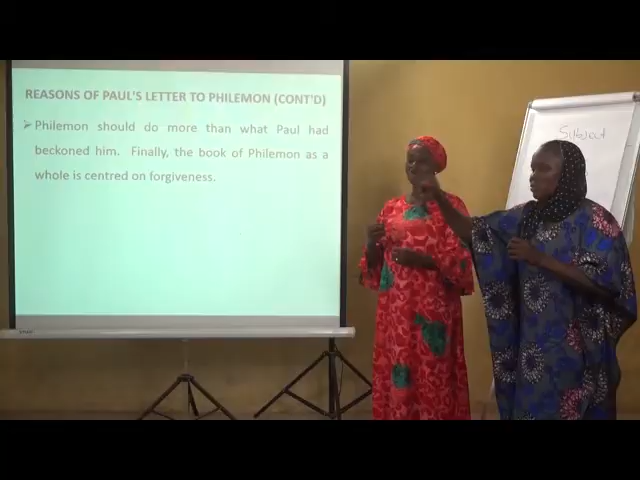 REASONS OF PAUL'S LETTER TO PHILEMON (CONT'D)
➢Philemon should do more than what Paul had
beckoned him. Finally, the book of Philemon as a
whole is centred on forgiveness.
Subject